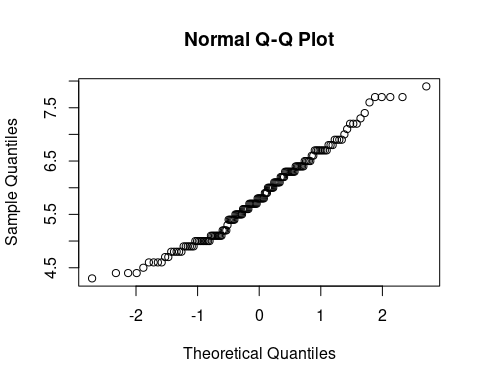 Normal Q-Q Plot
Sample Quantiles
7.5
6.5
5.5
4.5
-2 -1 0 1 2
Theoretical Quantiles